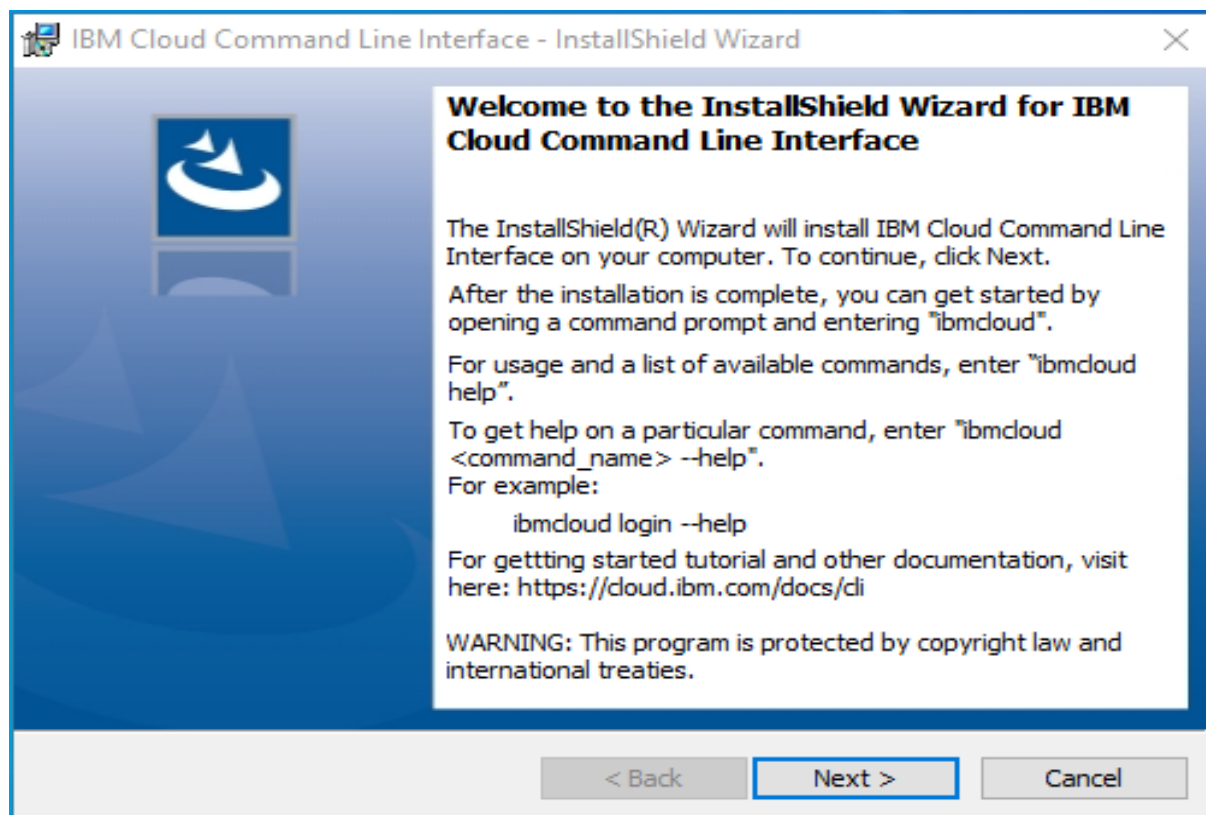 IBM Cloud Command Line Interface - InstallShield Wizard
Welcome to the InstallShield Wizard for IBM
Cloud Command Line Interface
The InstallShield(R) Wizard will install IBM Cloud Command Line
Interface on your computer. To continue, click Next.
After the installation is complete, you can get started by
opening a command prompt and entering "ibmcloud".
For usage and a list of available commands, enter “ibmcloud
help”.
To get help on a particular command, enter "ibmcloud
<command_name> --help".
For example:
ibmcloud login --help
For gettting started tutorial and other documentation, visit
here: https://cloud.ibm.com/docs/cli
WARNING: This program is protected by copyright law and
international treaties.
< Back
Next >
Cancel